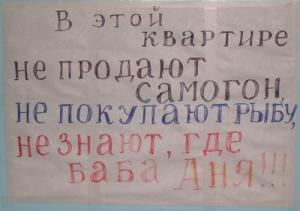 В этой
квартире
не продают
самогон,
не покупают рыбу,
не знают, где
баба Аня!!!